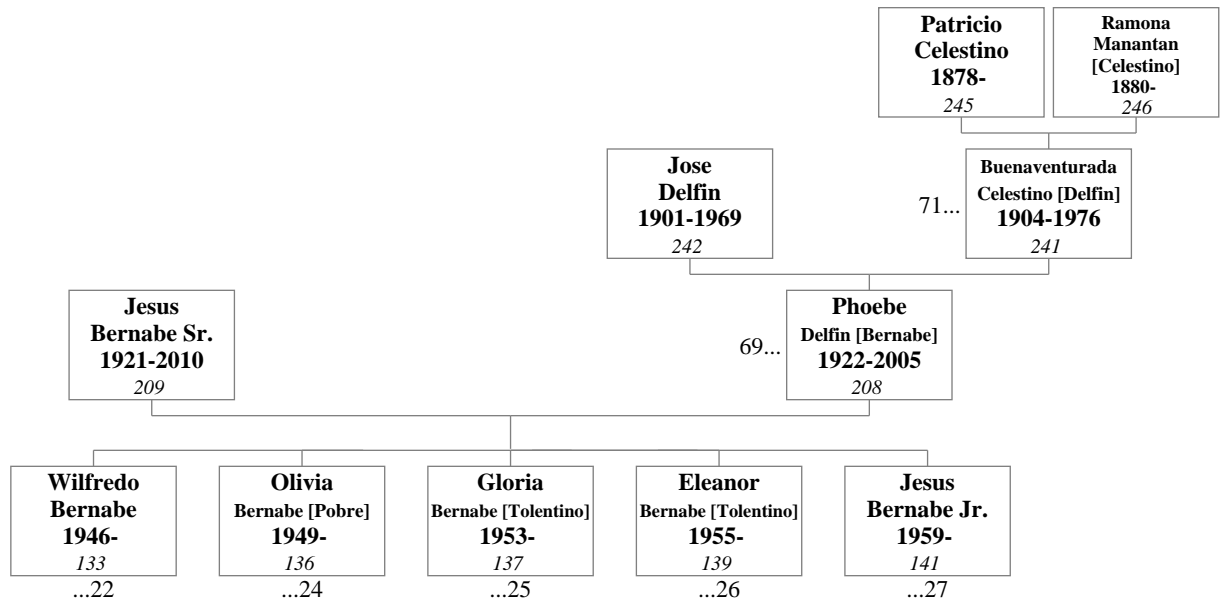 Patricio
Celestino
1878-
245
Ramona
Manantan
[Celestino]
1880-
246
Jose
Delfin
1901-1969
242
71...
Buenaventurada
Celestino [Delfin]
1904-1976
241
Jesus
Bernabe Sr.
1921-2010
209
69...
Phoebe
Delfin [Bernabe]
1922-2005
208
Wilfredo
Bernabe
1946-
133
...22
Olivia
Bernabe [Pobre]
1949-
136
...24
Gloria
Bernabe [Tolentino]
1953-
137
...25
Eleanor
Bernabe [Tolentino]
1955-
139
...26
Jesus
Bernabe Jr.
1959-
141
...27